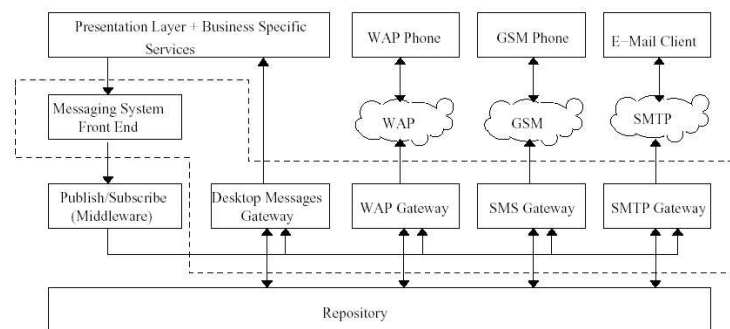 Presentation Layer + Business Specific
Services
WAP Phone
GSM Phone
E-Mail Client
Messaging System
Front End
WAP
GSM
SMTP
Publish/Subscribe
(Middleware)
Desktop Messages
Gateway
WAP Gateway
SMS Gateway
SMTP Gateway
Repository